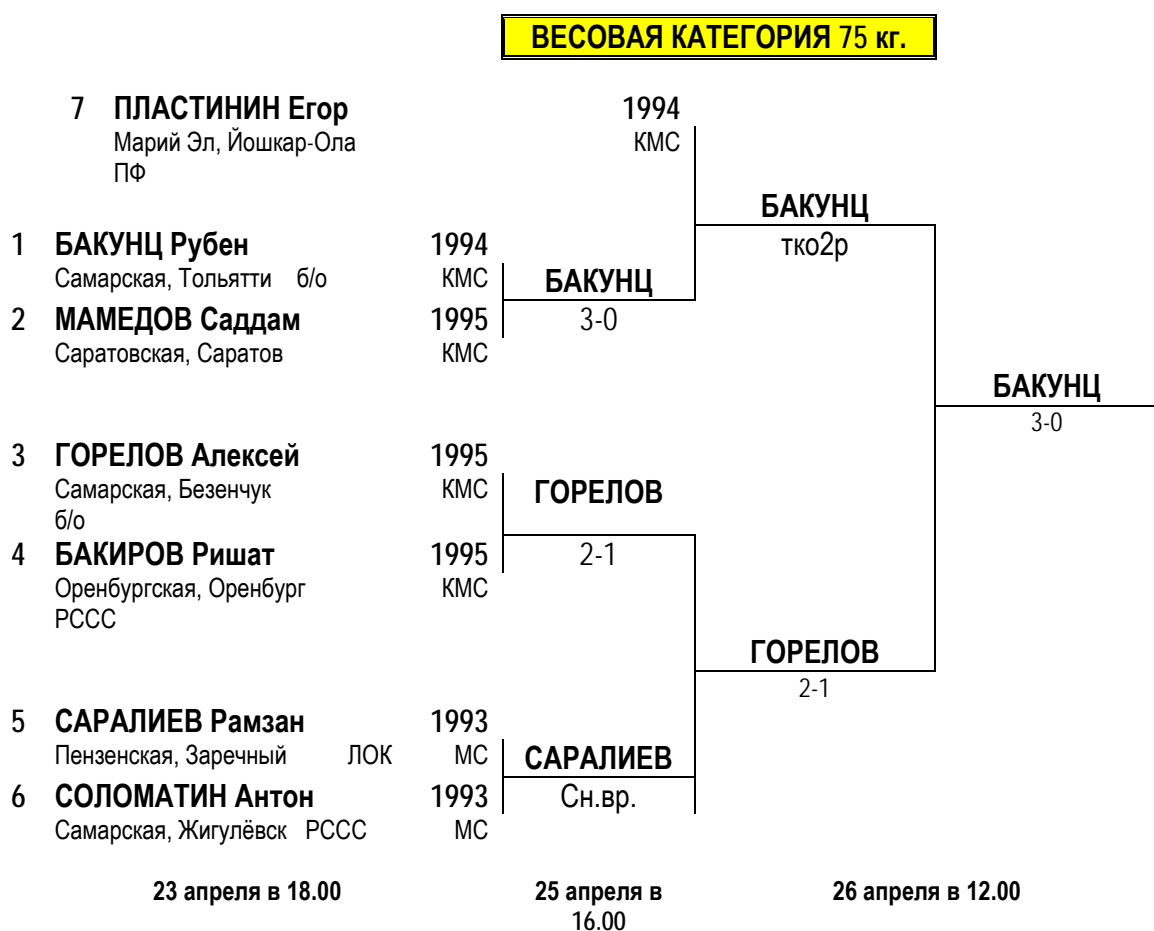 ВЕСОВАЯ КАТЕГОРИЯ 75 кг.
7 ПЛАСТИНИН Егор 1994
Марий Эл, Йошкар-Ола КМС
ПФ
БАКУНЦ
тко2р
1 БАКУНЦ Рубен 1994
Самарская, Тольятти б/о КМС
БАКУНЦ
3-0
2 МАМЕДОВ Саддам 1995
Саратовская, Саратов КМС
БАКУНЦ
3-0
3 ГОРЕЛОВ Алексей 1995
Самарская, Безенчук КМС
б/о
ГОРЕЛОВ
2-1
4 БАКИРОВ Ришат 1995
Оренбургская, Оренбург КМС
РССС
ГОРЕЛОВ
2-1
5 САРАЛИЕВ Рамзан 1993
Пензенская, Заречный ЛОК МС
САРАЛИЕВ
Сн.вр.
6 СОЛОМАТИН Антон 1993
Самарская, Жигулёвск РССС МС
23 апреля в 18.00
25 апреля в
16.00
26 апреля в 12.00